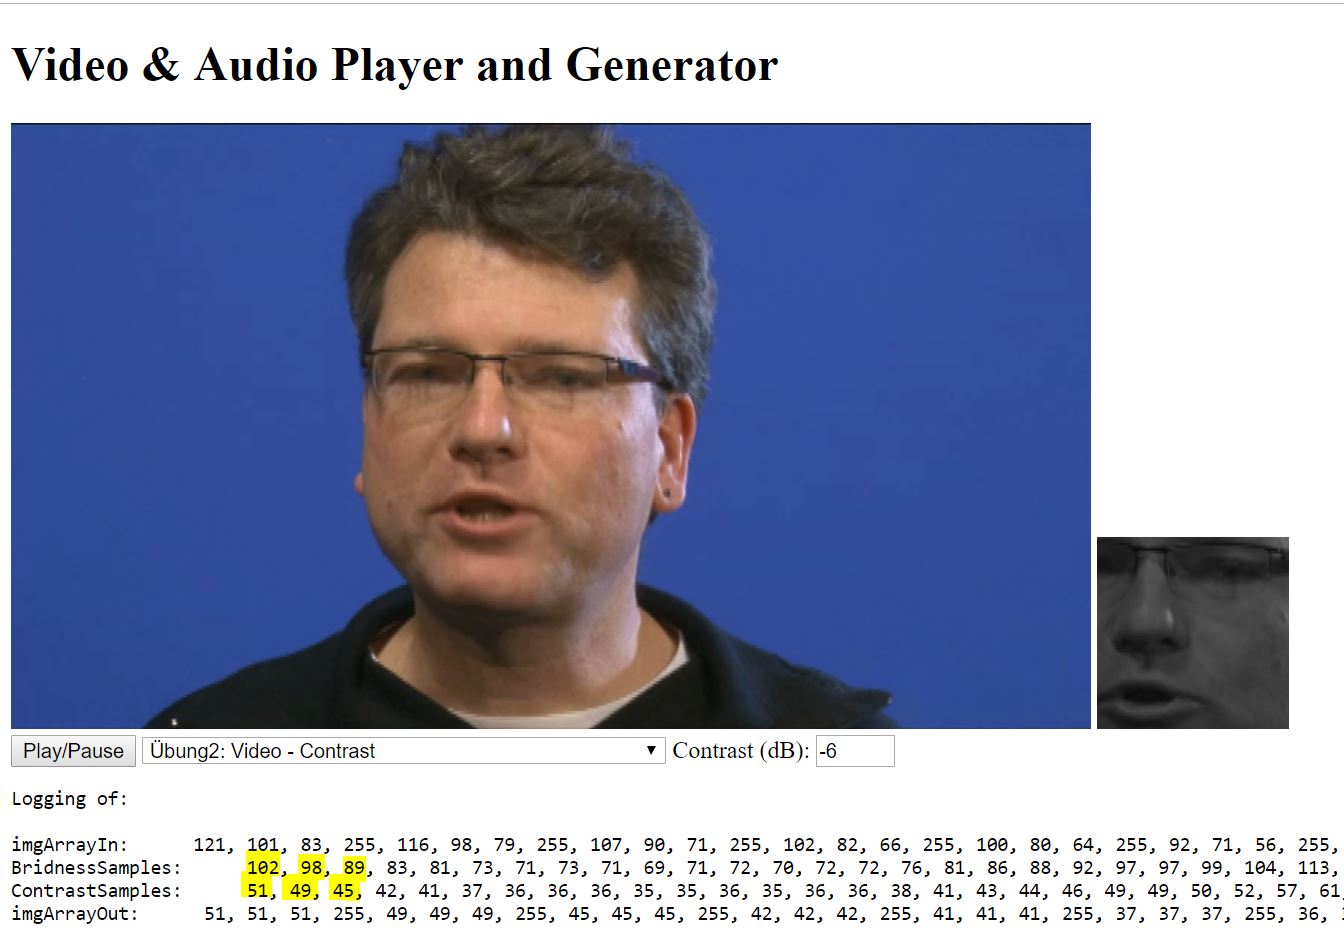 Video & Audio Player and Generator
Play/Pause Übung2: Video - Contrast Contrast (dB): -6
Logging of:
imgArrayIn: 121, 101, 83, 255, 116, 98, 79, 255, 107, 90, 71, 255, 102, 82, 66, 255, 100, 80, 64, 255, 92, 71, 56, 255,
BridnessSamples: 102, 98, 89, 83, 81, 73, 71, 73, 71, 69, 71, 72, 70, 72, 72, 76, 81, 86, 88, 92, 97, 97, 99, 104, 113,
ContrastSamples: 51, 49, 45, 42, 41, 37, 36, 36, 36, 35, 35, 36, 35, 36, 36, 38, 41, 43, 44, 46, 49, 49, 50, 52, 57, 61,
imgArrayOut: 51, 51, 51, 255, 49, 49, 49, 255, 45, 45, 45, 255, 42, 42, 42, 255, 41, 41, 41, 255, 37, 37, 37, 255, 36,